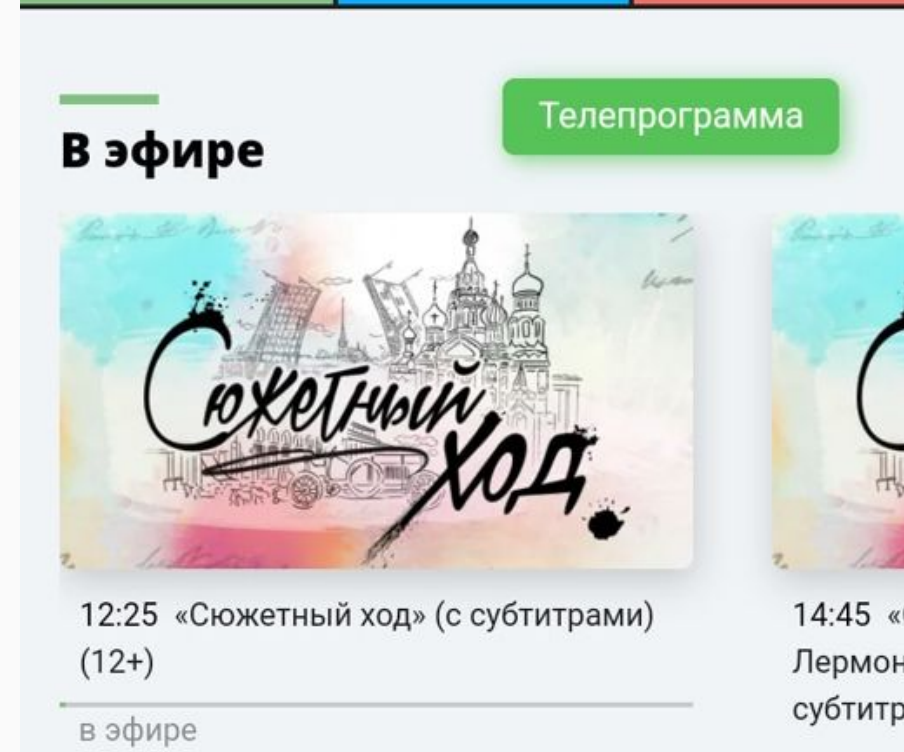 Телепрограмма
В эфире
Сюжетный
ход
12:25 «Сюжетный ход» (с субтитрами)
(12+)
в эфире
14:45